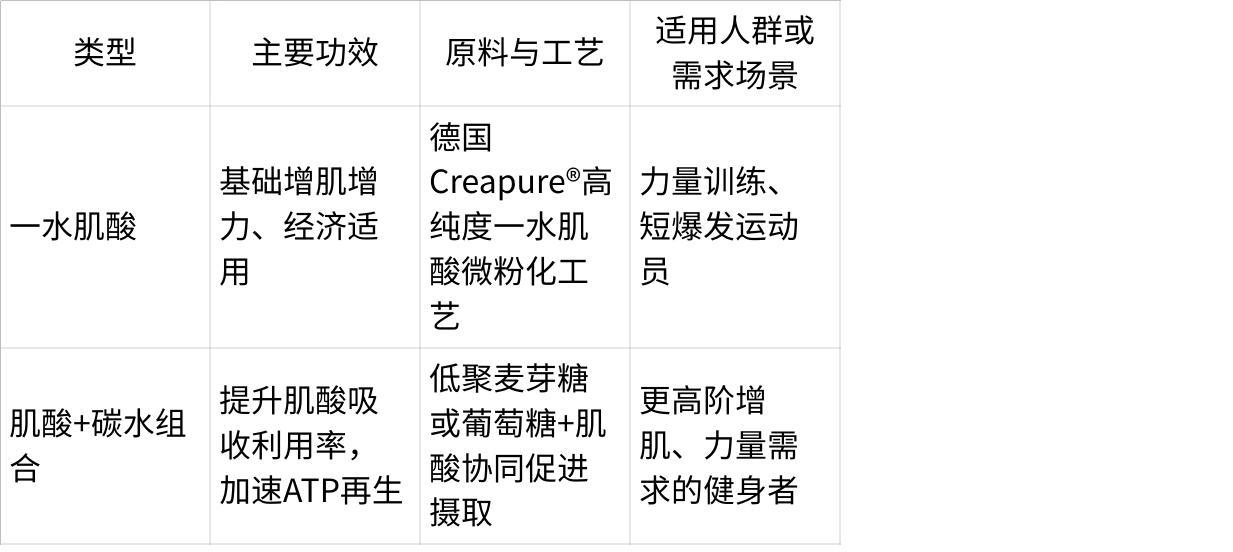 类型
主要功效
原料与工艺
适用人群或
需求场景
一水肌酸
基础增肌增
力、经济适
用
德国
Creapure®高
纯度一水肌
酸微粉化工
艺
力量训练、
短爆发运动
员
肌酸+碳水组
合
提升肌酸吸
收利用率，
加速ATP再生
低聚麦芽糖
或葡萄糖+肌
酸协同促进
摄取
更高阶增
肌、力量需
求的健身者